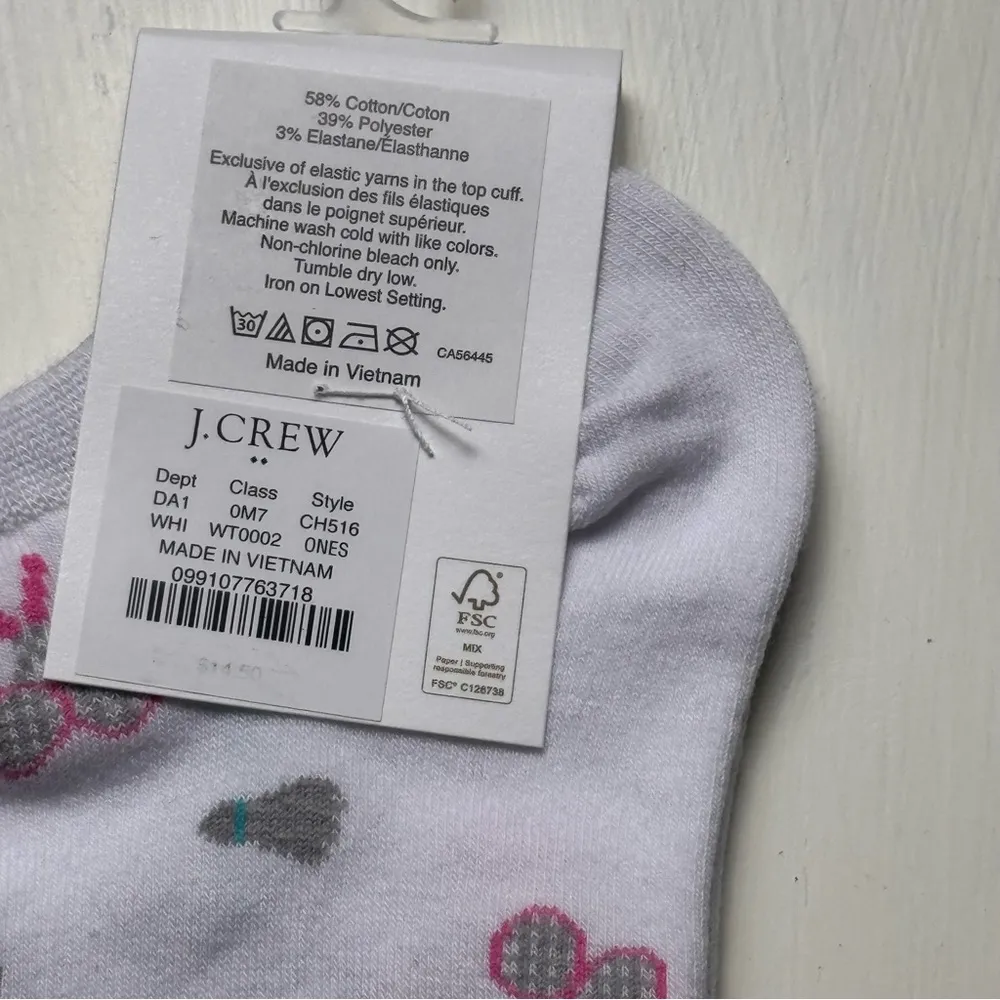 58% Cotton/Coton
39% Polyester
3% Elastane/Élasthanne
Exclusive of elastic yarns in the top cuff.
À l'exclusion des fils élastiques
dans le poignet supérieur.
Machine wash cold with like colors.
Non-chlorine bleach only.
Tumble dry low.
Iron on Lowest Setting.
30
CA56445
Made in Vietnam
J.CREW
Dept Class Style
DA1 0M7 CH516
WHI WT0002 0NES
MADE IN VIETNAM
099107763718
$14.50
FSC
www.fsc.org
MIX
Paper | Supporting
responsible forestry
FSC® C126738